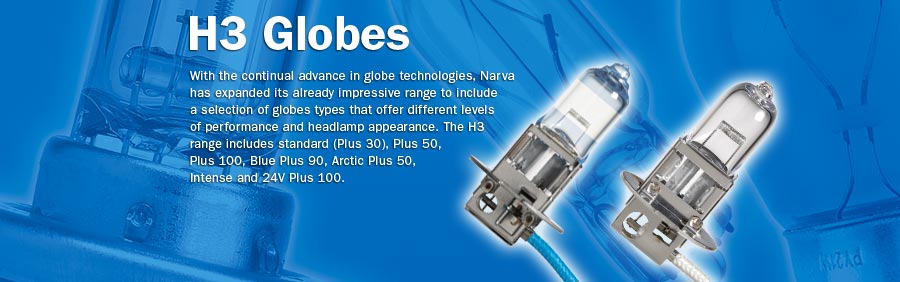 H3 Globes
With the continual advance in globe technologies, Narva
has expanded its already impressive range to include
a selection of globes types that offer different levels
of performance and headlamp appearance. The H3
range includes standard (Plus 30), Plus 50,
Plus 100, Blue Plus 90, Arctic Plus 50,
Intense and 24V Plus 100.